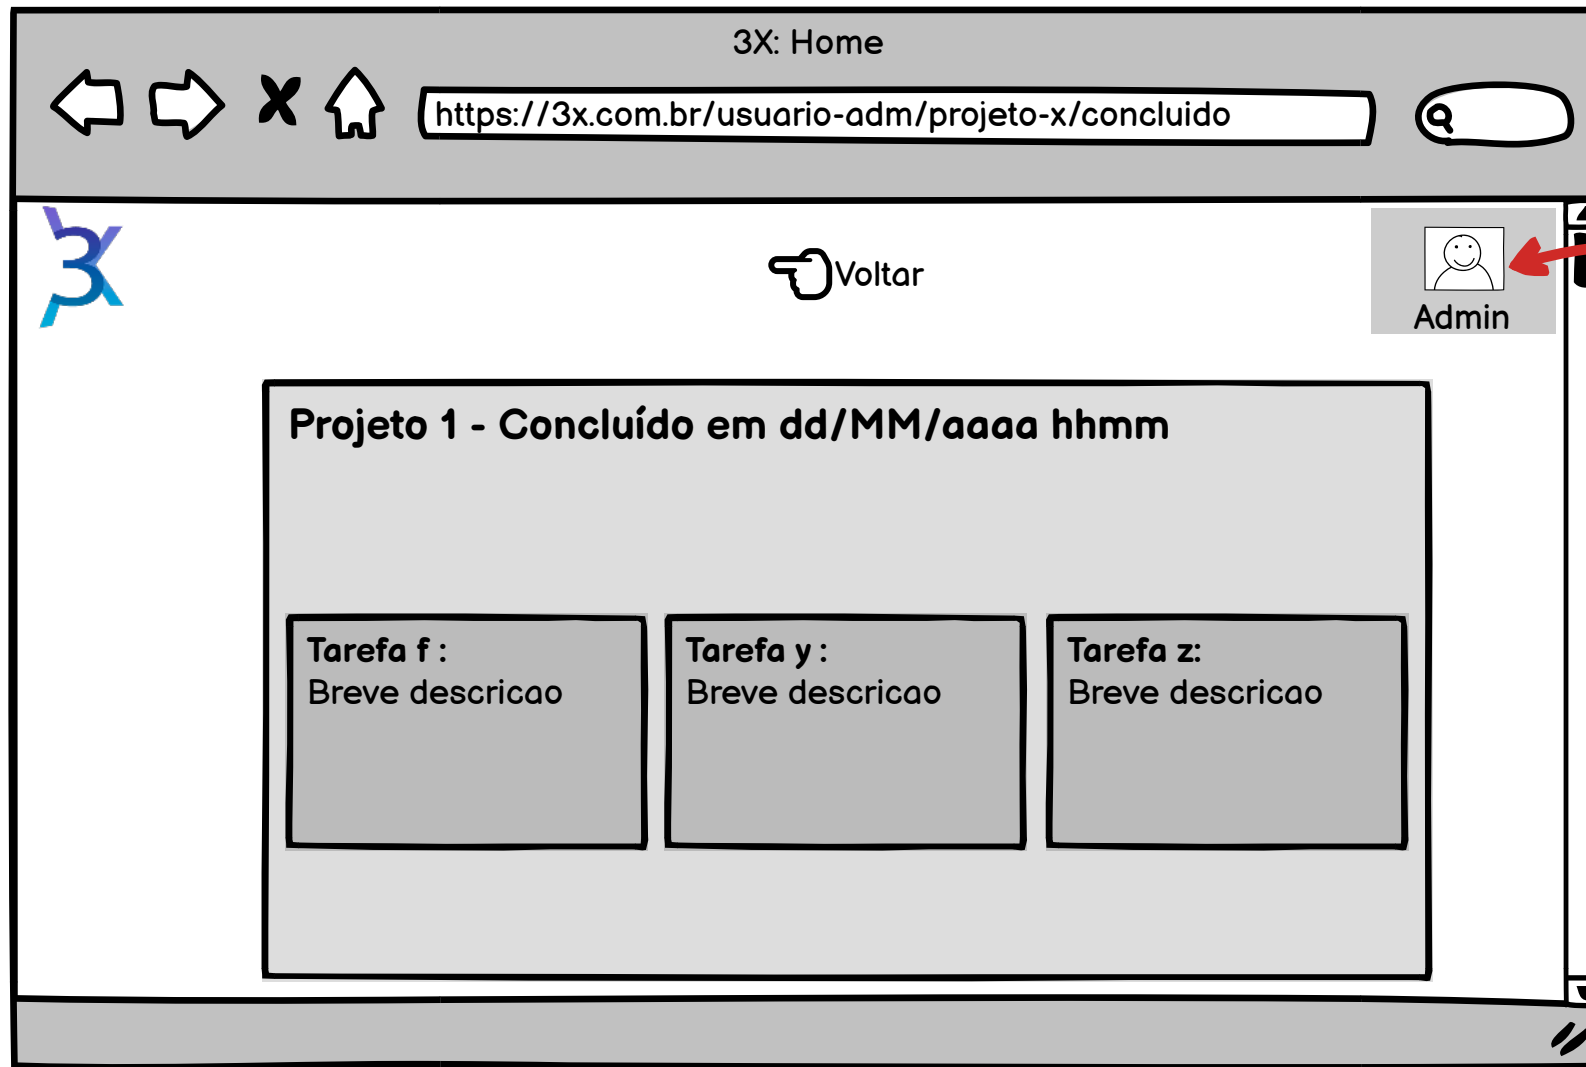 3X: Home
https://3x.com.br/usuario-adm/projeto-x/concluido
3X
Voltar
Admin
Projeto 1 - Concluído em dd/MM/aaaa hhmm
Tarefa f :
Breve descricao
Tarefa y :
Breve descricao
Tarefa z:
Breve descricao